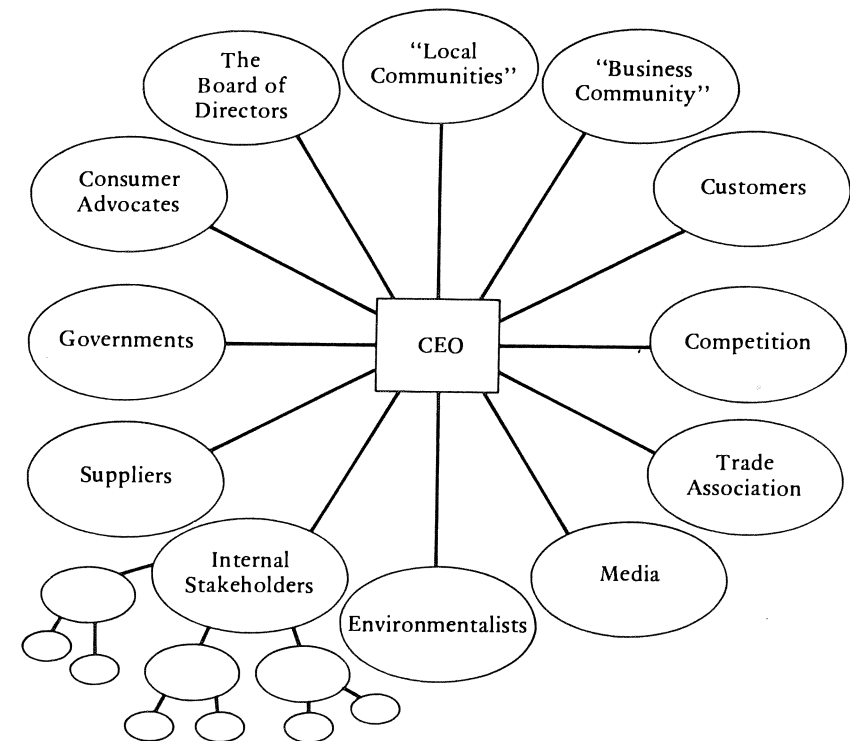 The
Board of
Directors
“Local
Communities”
“Business
Community”
Consumer
Advocates
Customers
Governments
CEO
Competition
Suppliers
Trade
Association
Internal
Stakeholders
Media
Environmentalists